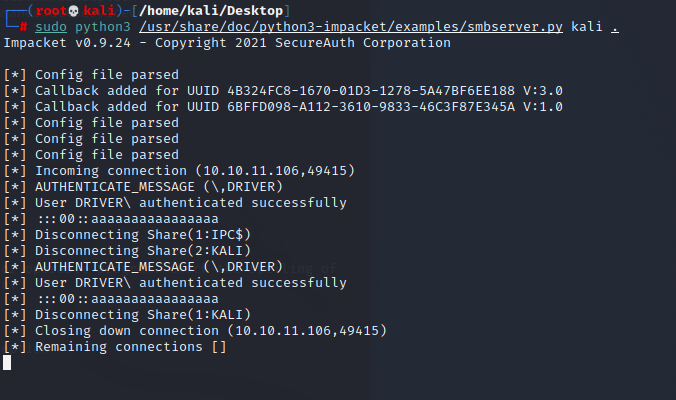 ┌──(root💀kali)-[/home/kali/Desktop]
└─# sudo python3 /usr/share/doc/python3-impacket/examples/smbserver.py kali .
Impacket v0.9.24 - Copyright 2021 SecureAuth Corporation
[*] Config file parsed
[*] Callback added for UUID 4B324FC8-1670-01D3-1278-5A47BF6EE188 V:3.0
[*] Callback added for UUID 6BFFD098-A112-3610-9833-46C3F87E345A V:1.0
[*] Config file parsed
[*] Config file parsed
[*] Config file parsed
[*] Incoming connection (10.10.11.106,49415)
[*] AUTHENTICATE_MESSAGE (\,DRIVER)
[*] User DRIVER\ authenticated successfully
[*] :::00::aaaaaaaaaaaaaaaa
[*] Disconnecting Share(1:IPC$)
[*] Disconnecting Share(2:KALI)
[*] AUTHENTICATE_MESSAGE (\,DRIVER)
[*] User DRIVER\ authenticated successfully
[*] :::00::aaaaaaaaaaaaaaaa
[*] Disconnecting Share(1:KALI)
[*] Closing down connection (10.10.11.106,49415)
[*] Remaining connections []